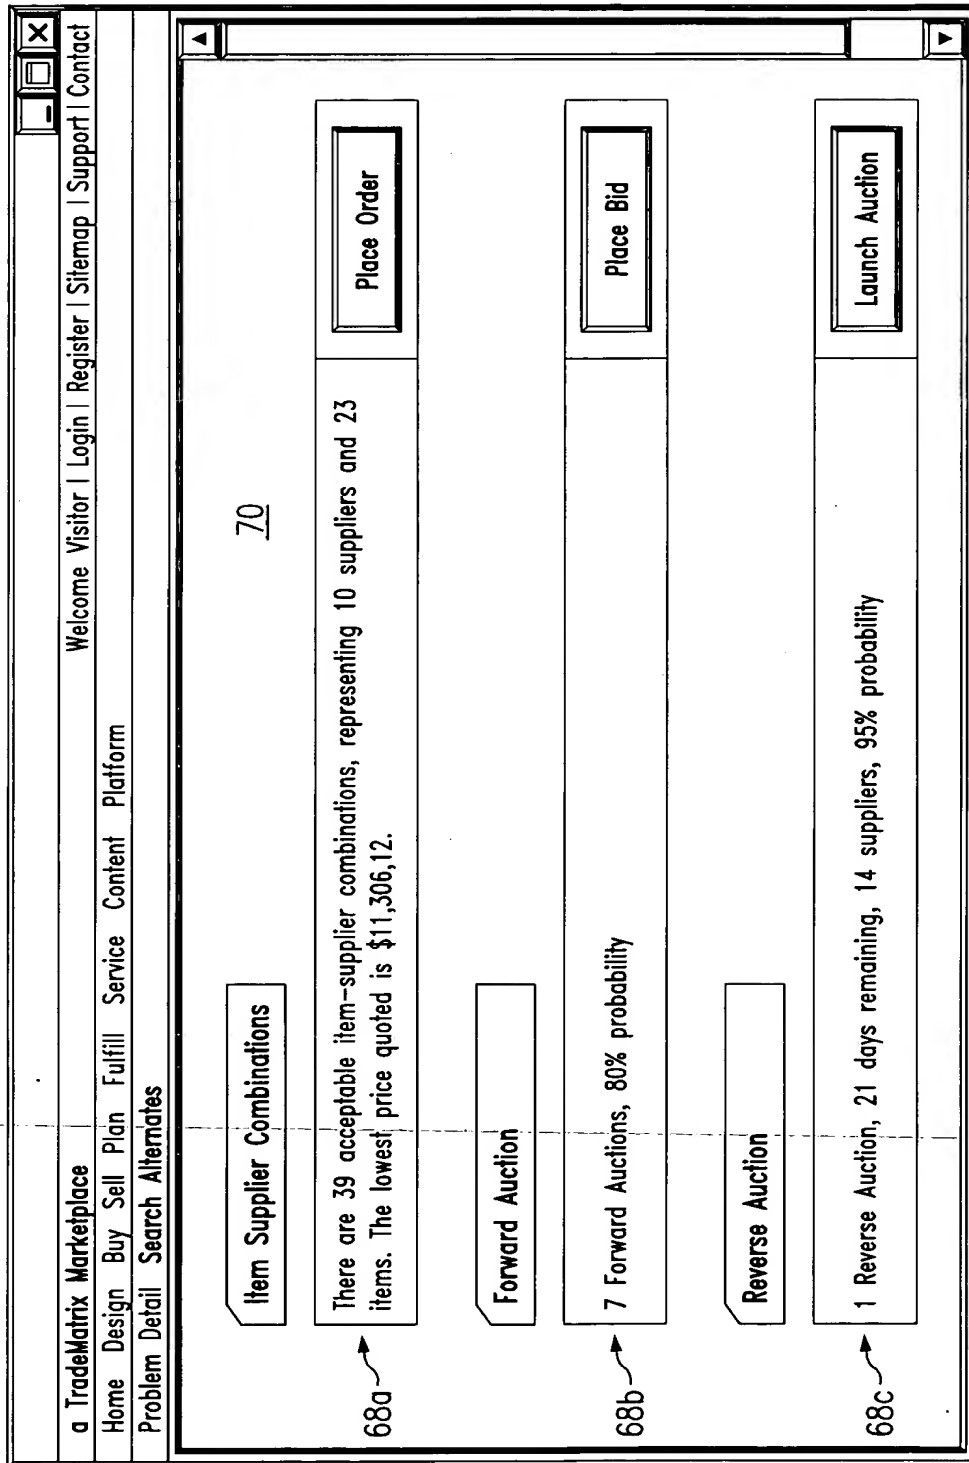 a TradeMatrix Marketplace
Welcome Visitor | Login | Register | Sitemap | Support | Contact
Home Design Buy Sell Plan Fulfill Service Content Platform
Problem Detail Search Alternates
70
Item Supplier Combinations
68a
There are 39 acceptable item-supplier combinations, representing 10 suppliers and 23
items. The lowest price quoted is $11,306,12.
Place Order
Forward Auction
68b
7 Forward Auctions, 80% probability
Place Bid
Reverse Auction
68c
1 Reverse Auction, 21 days remaining, 14 suppliers, 95% probability
Launch Auction